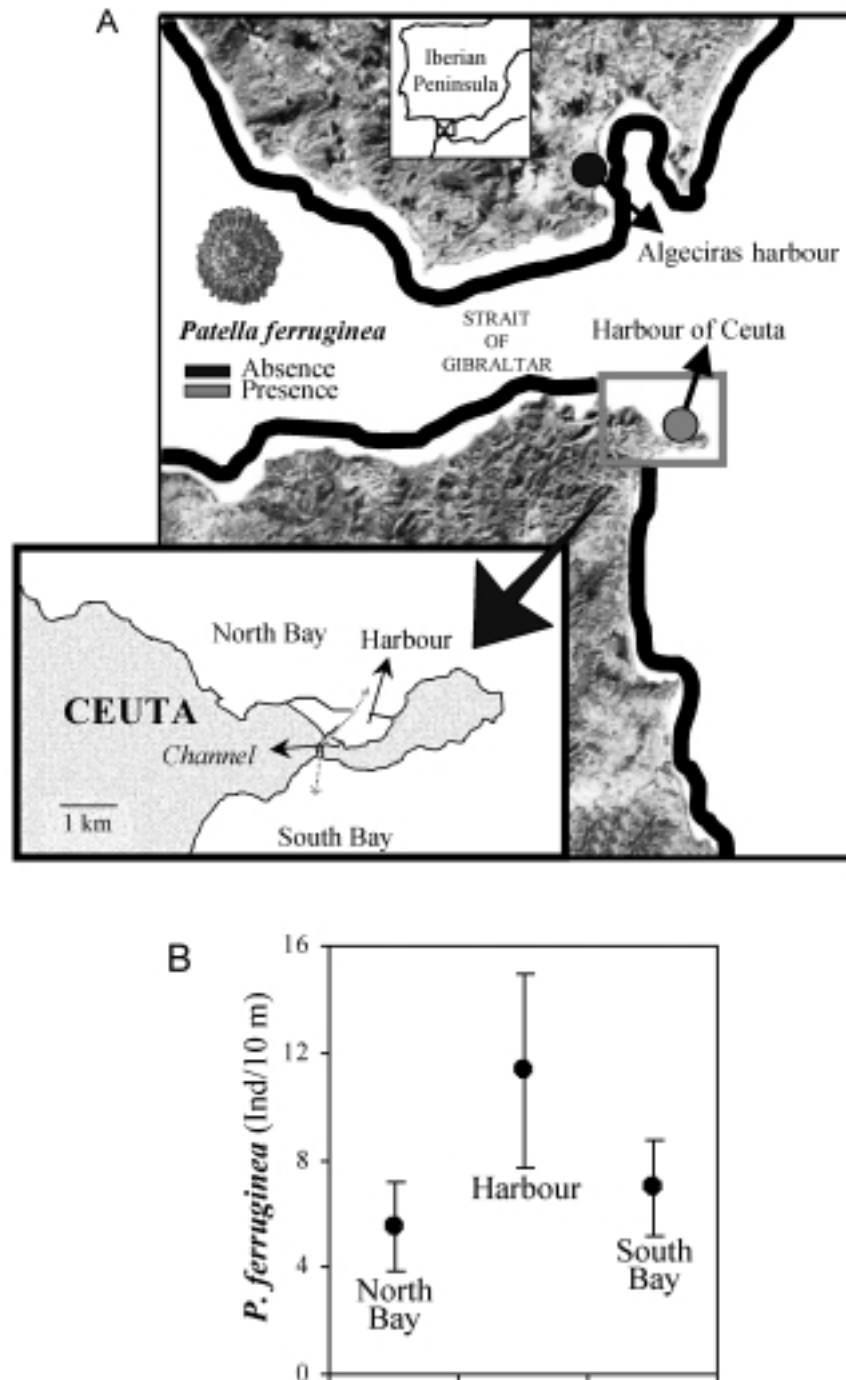 A
Iberian
Peninsula
Algeciras harbour
Patella ferruginea
Absence
Presence
STRAIT
OF
GIBRALTAR
Harbour of Ceuta
North Bay
Harbour
CEUTA
Channel
1 km
South Bay
B
P. ferruginea (Ind/10 m)
16
12
8
4
0
North
Bay
Harbour
South
Bay